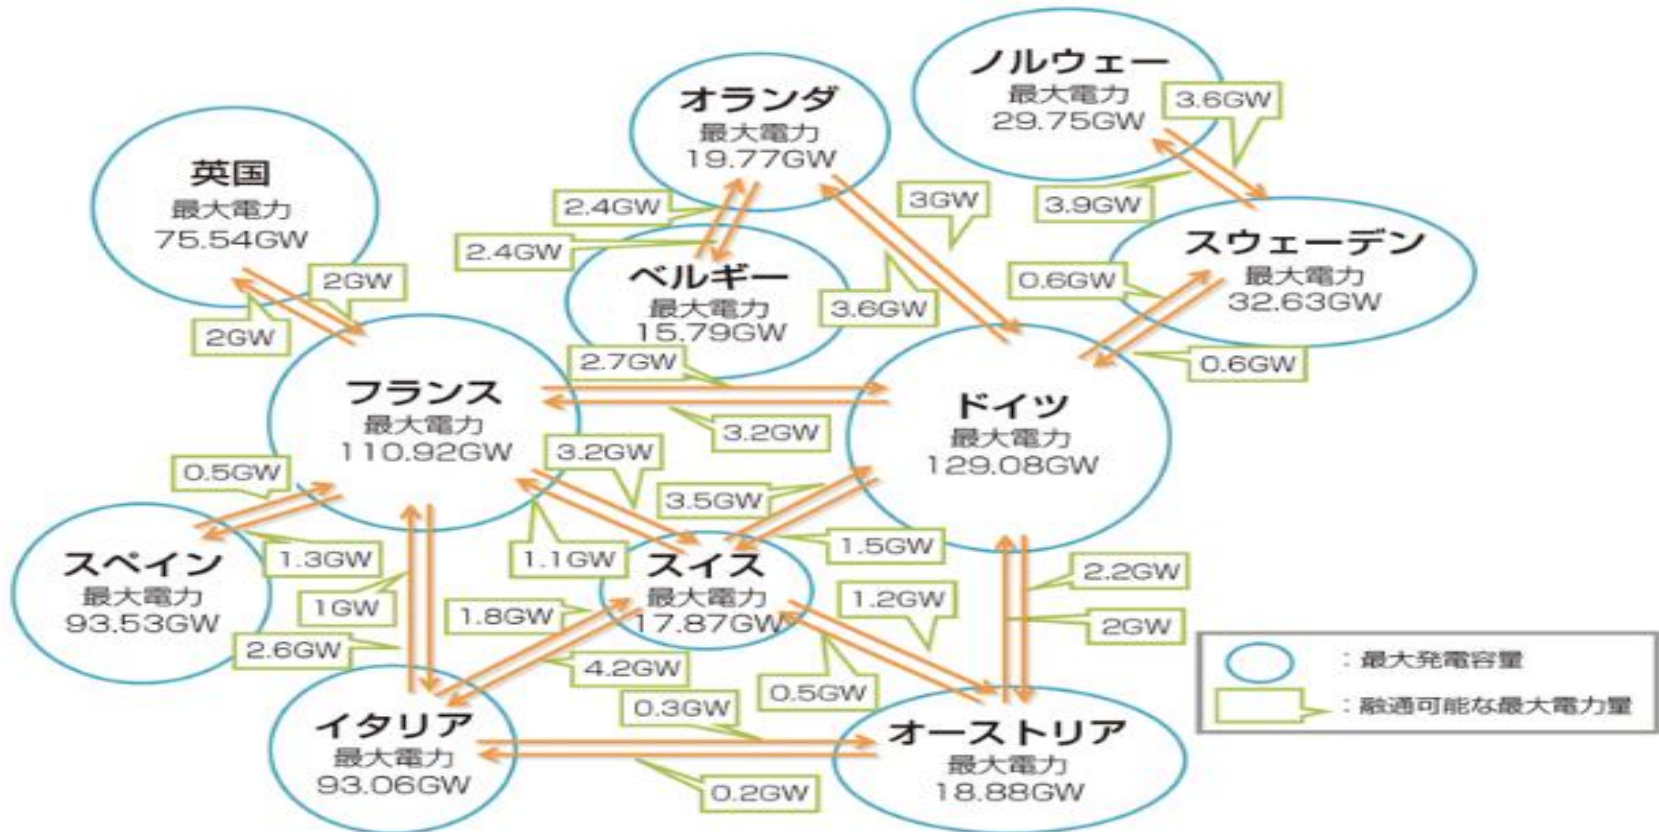 ノルウェー
最大電力
29.75GW
3.6GW
3.9GW
オランダ
最大電力
19.77GW
英国
最大電力
75.54GW
2.4GW
2.4GW
3GW
3.6GW
スウェーデン
最大電力
32.63GW
0.6GW
0.6GW
ベルギー
最大電力
15.79GW
2GW
2GW
2.7GW
3.2GW
フランス
最大電力
110.92GW
ドイツ
最大電力
129.08GW
0.5GW
1.3GW
3.2GW
1.1GW
3.5GW
1.5GW
スペイン
最大電力
93.53GW
スイス
最大電力
17.87GW
1GW
2.6GW
1.8GW
4.2GW
1.2GW
0.5GW
2.2GW
2GW
0.3GW
0.2GW
イタリア
最大電力
93.06GW
オーストリア
最大電力
18.88GW
：最大発電容量
：融通可能な最大電力量